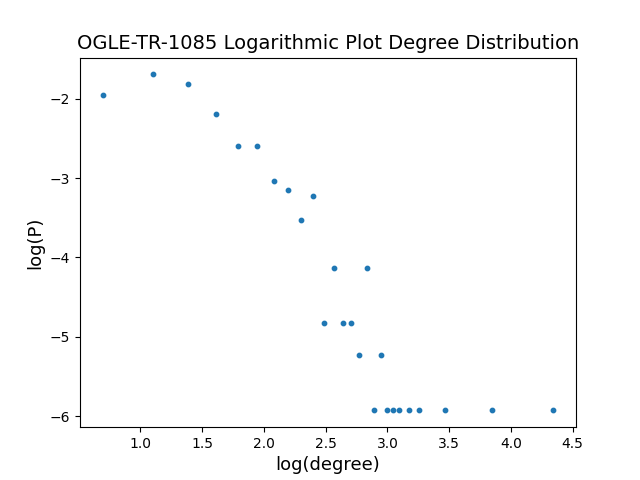 OGLE-TR-1085 Logarithmic Plot Degree Distribution
−2
−3
−4
−5
−6
log(P)
1.0 1.5 2.0 2.5 3.0 3.5 4.0 4.5
log(degree)